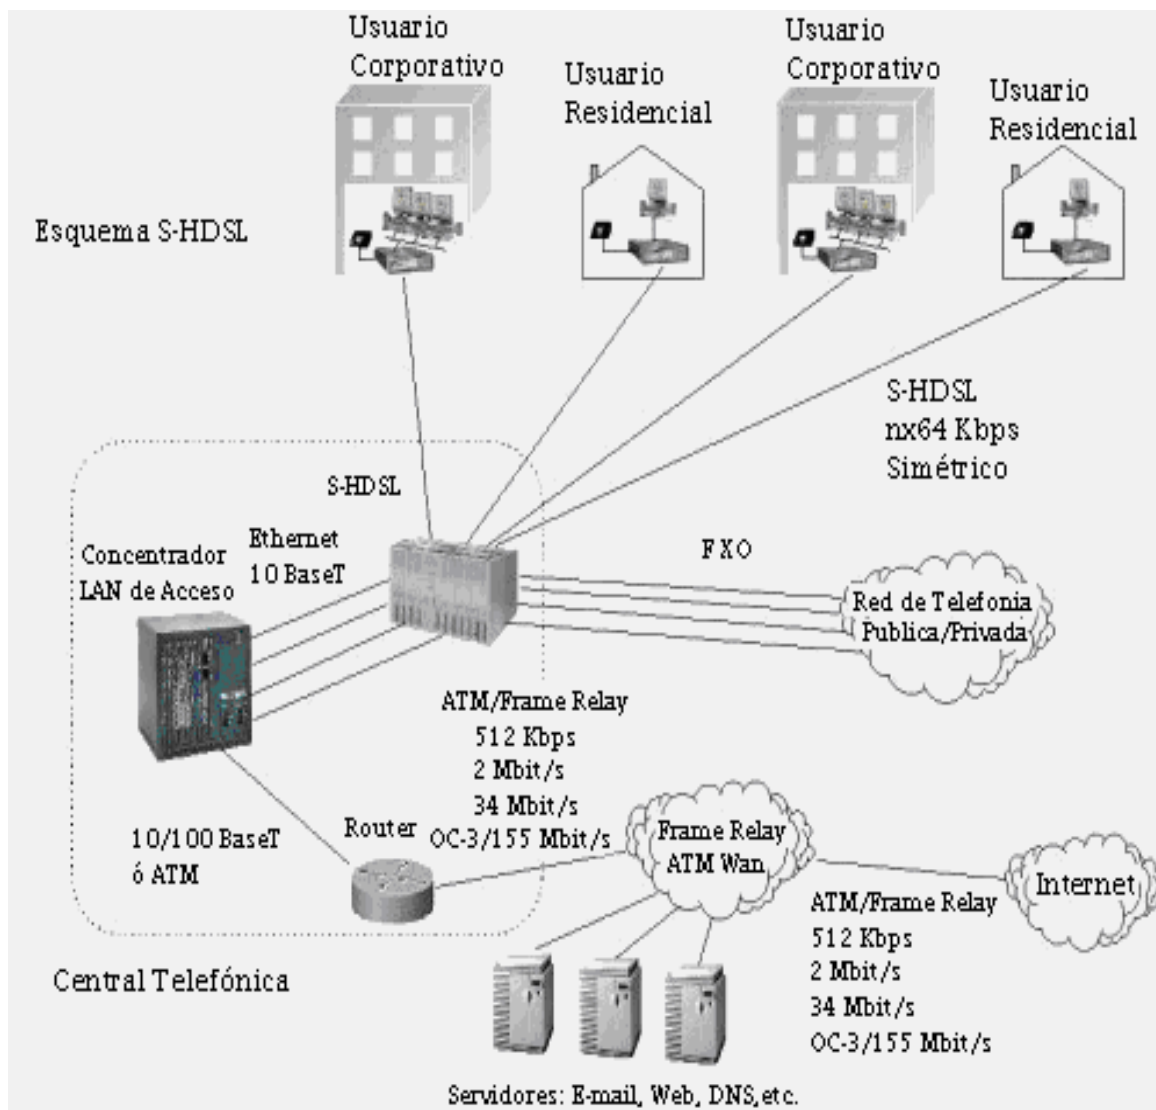 Usuario
Corporativo
Usuario
Residencial
Usuario
Corporativo
Usuario
Residencial
Esquema S-HDSL
S-HDSL
nx64 Kbps
Simétrico
S-HDSL
Ethernet
10 BaseT
Concentrador
LAN de Acceso
FXO
Red de Telefonia
Publica/Privada
ATM/Frame Relay
512 Kbps
2 Mbit/s
34 Mbit/s
OC-3/155 Mbit/s
10/100 BaseT
ó ATM
Router
Frame Relay
ATM Wan
Internet
ATM/Frame Relay
512 Kbps
2 Mbit/s
34 Mbit/s
OC-3/155 Mbit/s
Central Telefónica
Servidores: E-mail, Web, DNS,etc.